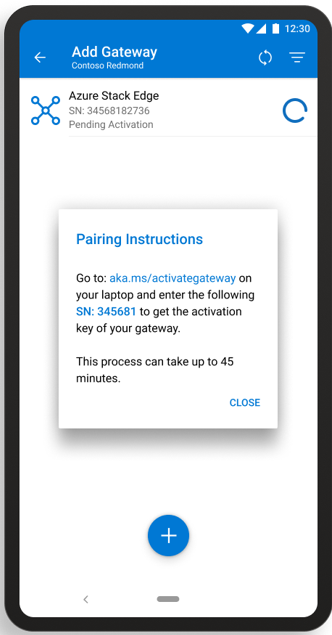 12:30
Add Gateway
Contoso Redmond
Azure Stack Edge
SN: 34568182736
Pending Activation
Pairing Instructions
Go to: aka.ms/activategateway on
your laptop and enter the following
SN: 345681 to get the activation
key of your gateway.
This process can take up to 45
minutes.
CLOSE